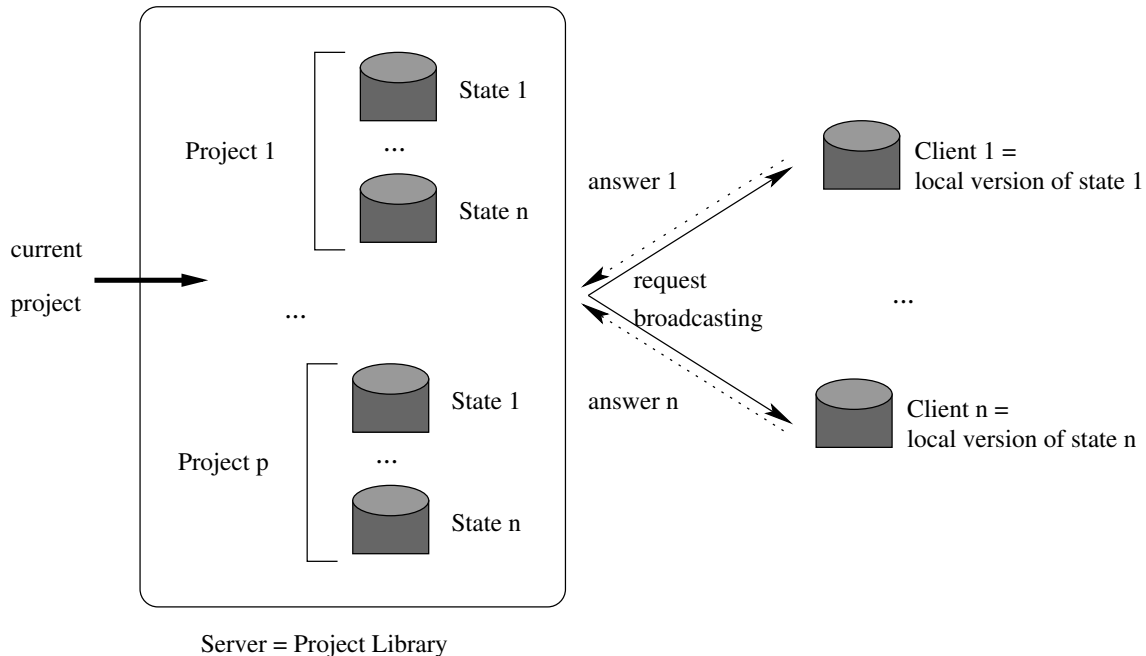 State 1
Project 1
...
State n
current
project
...
State 1
Project p
...
State n
Server = Project Library
answer 1
request
broadcasting
answer n
Client 1 =
local version of state 1
...
Client n =
local version of state n